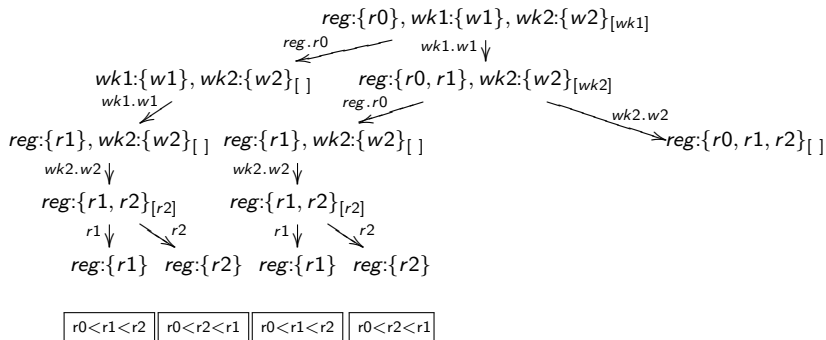 reg:{r0}, wk1:{w1}, wk2:{w2}[wk1]
reg.r0 wk1.w1
wk1:{w1}, wk2:{w2}[ ] reg:{r0, r1}, wk2:{w2}[wk2]
wk1.w1 reg.r0 wk2.w2
reg:{r1}, wk2:{w2}[ ] reg:{r1}, wk2:{w2}[ ] reg:{r0, r1, r2}[ ]
wk2.w2 wk2.w2
reg:{r1, r2}[r2] reg:{r1, r2}[r2]
r1 r2 r1 r2
reg:{r1} reg:{r2} reg:{r1} reg:{r2}
r0<r1<r2 r0<r2<r1 r0<r1<r2 r0<r2<r1